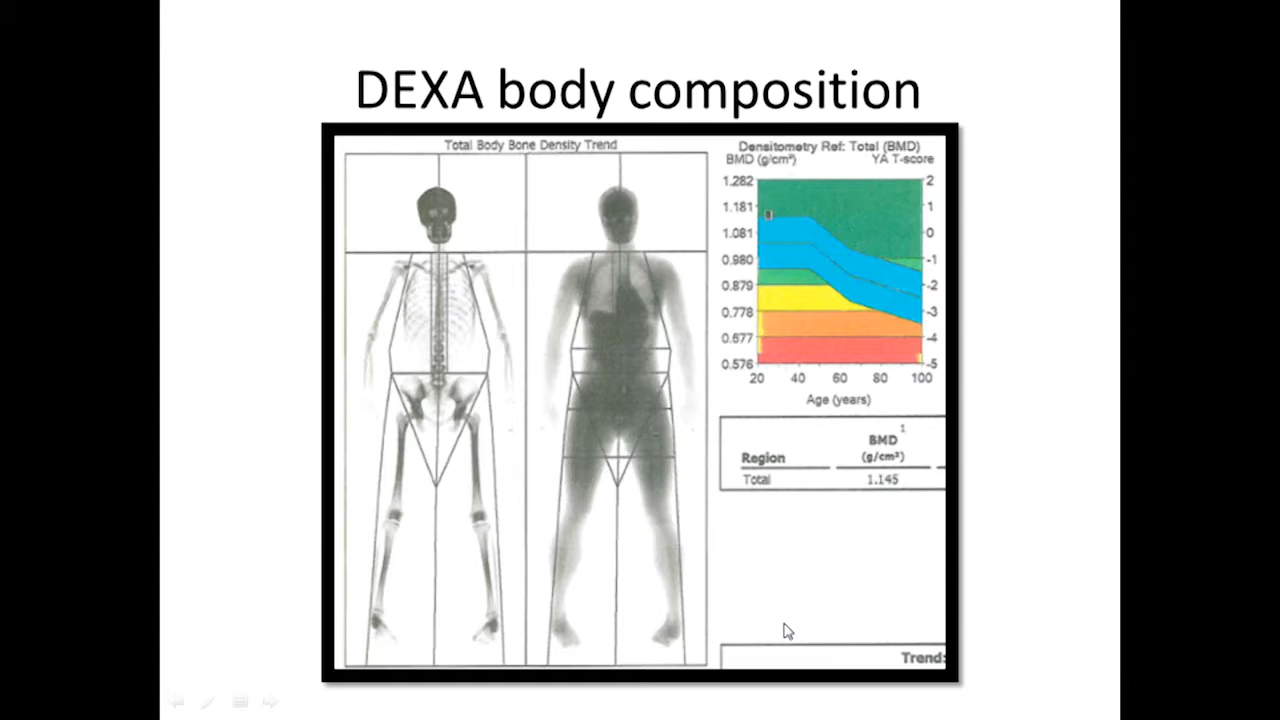 DEXA body composition
Total Body Bone Density Trend
Densitometry Ref: Total (BMD)
BMD (g/cm²) YA T-score
1.282 2
1.181 1
1.081 0
0.980 -1
0.879 -2
0.778 -3
0.677 -4
0.576 -5
20 40 60 80 100
Age (years)
BMD 1
Region (g/cm²)
Total 1.145
Trend: